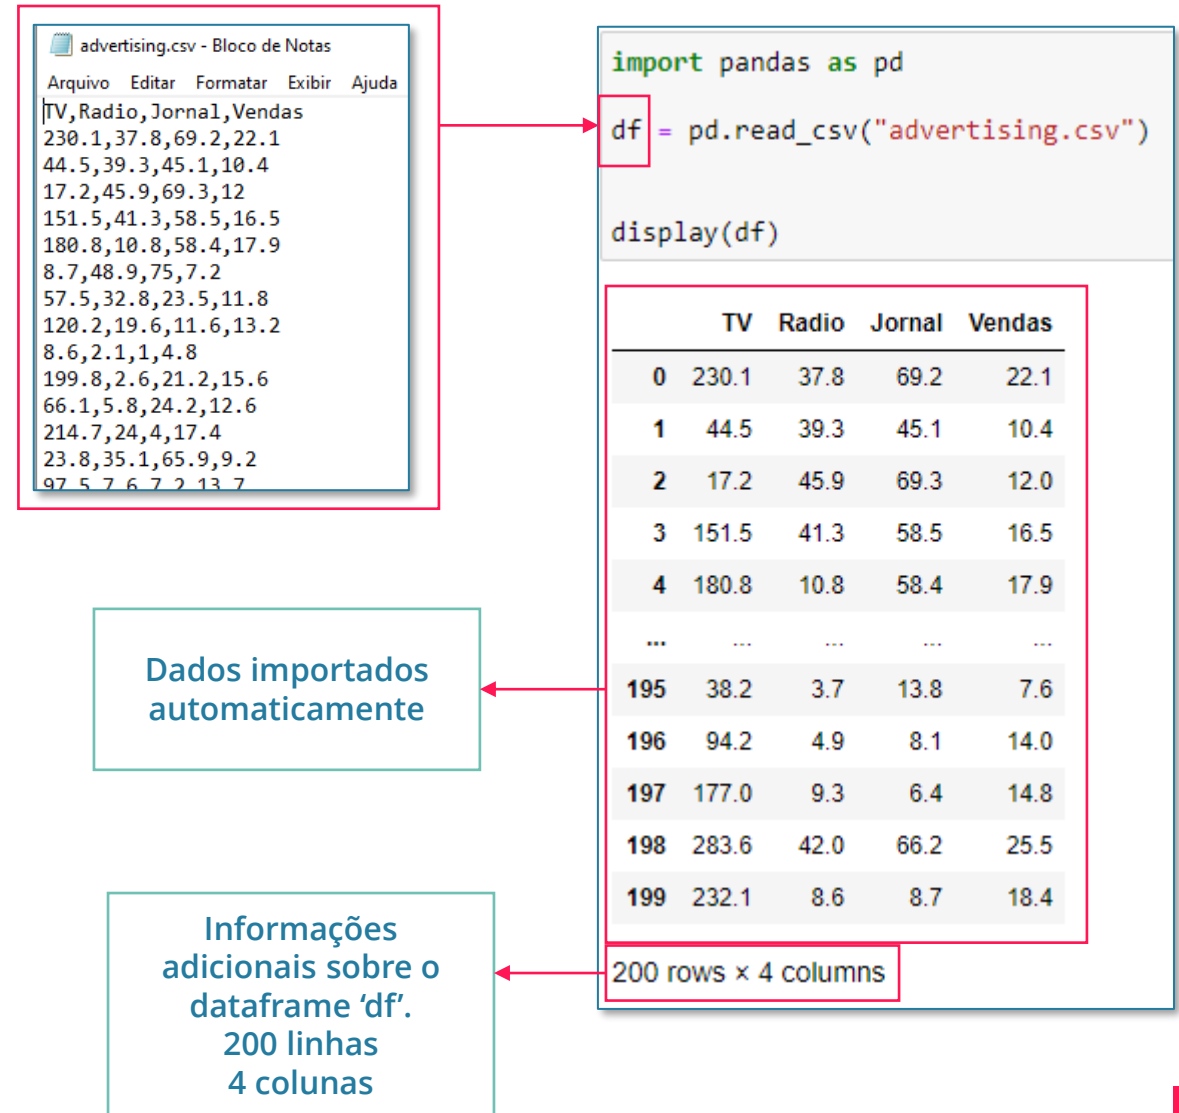 advertising.csv - Bloco de Notas
Arquivo Editar Formatar Exibir Ajuda
TV,Radio,Jornal,Vendas
230.1,37.8,69.2,22.1
44.5,39.3,45.1,10.4
17.2,45.9,69.3,12
151.5,41.3,58.5,16.5
180.8,10.8,58.4,17.9
8.7,48.9,75,7.2
57.5,32.8,23.5,11.8
120.2,19.6,11.6,13.2
8.6,2.1,1,4.8
199.8,2.6,21.2,15.6
66.1,5.8,24.2,12.6
214.7,24,4,17.4
23.8,35.1,65.9,9.2
97.5,7.6,7.2,13.7
import pandas as pd
df = pd.read_csv("advertising.csv")
display(df)
TV Radio Jornal Vendas
0 230.1 37.8 69.2 22.1
1 44.5 39.3 45.1 10.4
2 17.2 45.9 69.3 12.0
3 151.5 41.3 58.5 16.5
4 180.8 10.8 58.4 17.9
... ... ... ... ...
195 38.2 3.7 13.8 7.6
196 94.2 4.9 8.1 14.0
197 177.0 9.3 6.4 14.8
198 283.6 42.0 66.2 25.5
199 232.1 8.6 8.7 18.4
200 rows × 4 columns
Dados importados
automaticamente
Informações
adicionais sobre o
dataframe ‘df’.
200 linhas
4 colunas